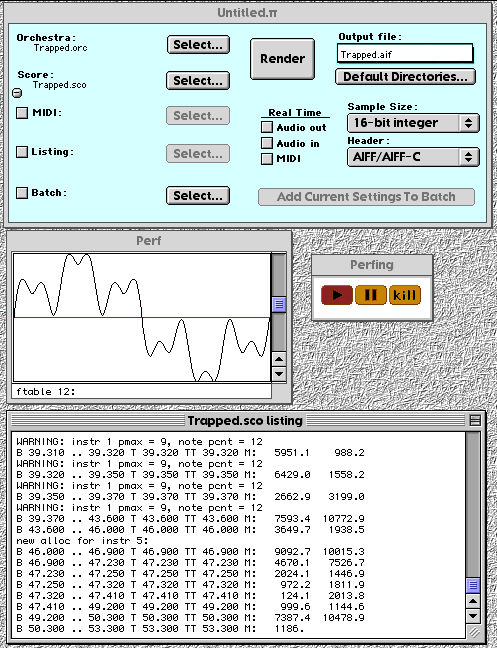 Untitled.π
Orchestra:
Trapped.orc
Select...
Render
Output file:
Trapped.aif
Default Directories...
Score:
Trapped.sco
Select...
MIDI:
Select...
Real Time
Audio out
Audio in
MIDI
Sample Size:
16-bit integer
Header:
AIFF/AIFF-C
Listing:
Select...
Batch:
Select...
Add Current Settings To Batch
Perf
ftable 12:
Perfing
kill
Trapped.sco listing
WARNING: instr 1 pmax = 9, note pcnt = 12
B 39.310 .. 39.320 T 39.320 TT 39.320 M: 5951.1 988.2
WARNING: instr 1 pmax = 9, note pcnt = 12
B 39.320 .. 39.350 T 39.350 TT 39.350 M: 6429.0 1558.2
WARNING: instr 1 pmax = 9, note pcnt = 12
B 39.350 .. 39.370 T 39.370 TT 39.370 M: 2662.9 3199.0
WARNING: instr 1 pmax = 9, note pcnt = 12
B 39.370 .. 43.600 T 43.600 TT 43.600 M: 7593.4 10772.9
B 43.600 .. 46.000 T 46.000 TT 46.000 M: 3649.7 1938.5
new alloc for instr 5:
B 46.000 .. 46.900 T 46.900 TT 46.900 M: 9092.7 10015.3
B 46.900 .. 47.230 T 47.230 TT 47.230 M: 4670.1 7526.7
B 47.230 .. 47.250 T 47.250 TT 47.250 M: 2024.1 1446.9
B 47.250 .. 47.320 T 47.320 TT 47.320 M: 972.2 1811.9
B 47.320 .. 47.410 T 47.410 TT 47.410 M: 124.1 2013.8
B 47.410 .. 49.200 T 49.200 TT 49.200 M: 999.6 1144.6
B 49.200 .. 50.300 T 50.300 TT 50.300 M: 7387.4 10478.9
B 50.300 .. 53.300 T 53.300 TT 53.300 M: 1186.